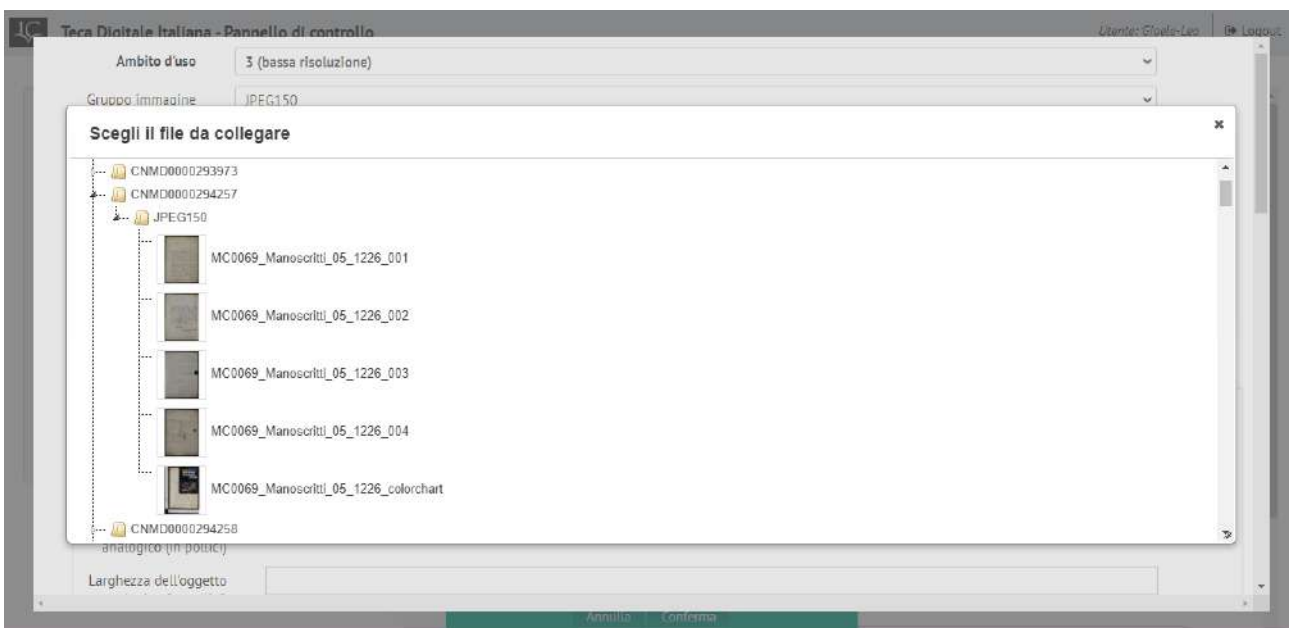 Teca Digitale Italiana - Pannello di controllo
Utente: Gioele-Leo
Logout
Ambito d'uso
3 (bassa risoluzione)
Gruppo immagine
JPEG150
Scegli il file da collegare
CNMD0000293973
CNMD0000294257
JPEG150
MC0069_Manoscritti_05_1226_001
MC0069_Manoscritti_05_1226_002
MC0069_Manoscritti_05_1226_003
MC0069_Manoscritti_05_1226_004
MC0069_Manoscritti_05_1226_colorchart
CNMD0000294258
analogico (in pollici)
Larghezza dell'oggetto
Annulla
Conferma